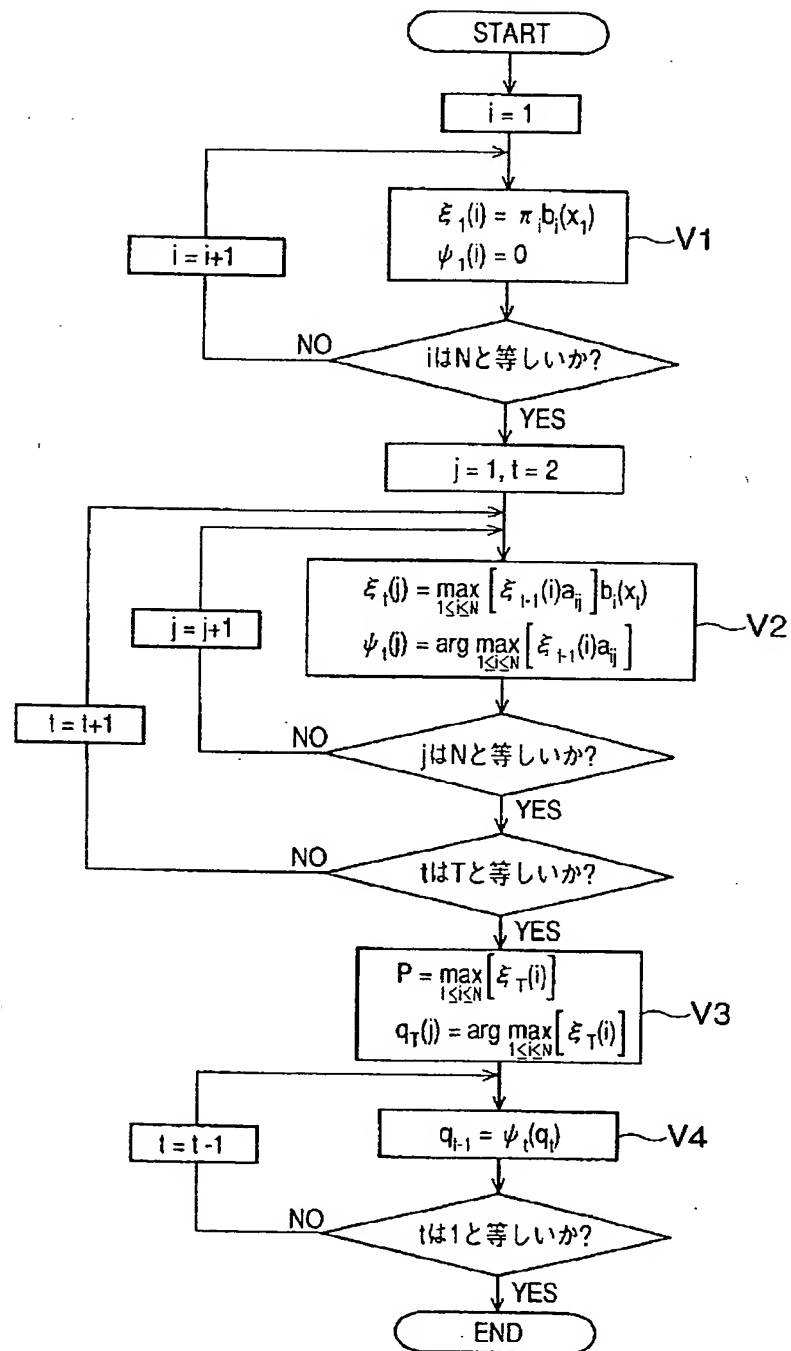 START
i = 1
ξ₁(i) = πᵢbᵢ(x₁)
ψ₁(i) = 0
V1
i = i+1
NO
iはNと等しいか?
YES
j = 1, t = 2
ξₜ(j) = max [ξₜ₋₁(i)aᵢⱼ]bᵢ(xₜ)
1≤i≤N
ψₜ(j) = arg max [ξₜ₋₁(i)aᵢⱼ]
1≤i≤N
V2
j = j+1
t = t+1
NO
jはNと等しいか?
YES
NO
tはTと等しいか?
YES
P = max [ξ_T(i)]
1≤i≤N
q_T(j) = arg max [ξ_T(i)]
1≤i≤N
V3
qₜ₋₁ = ψₜ(qₜ)
V4
t = t-1
NO
tは1と等しいか?
YES
END